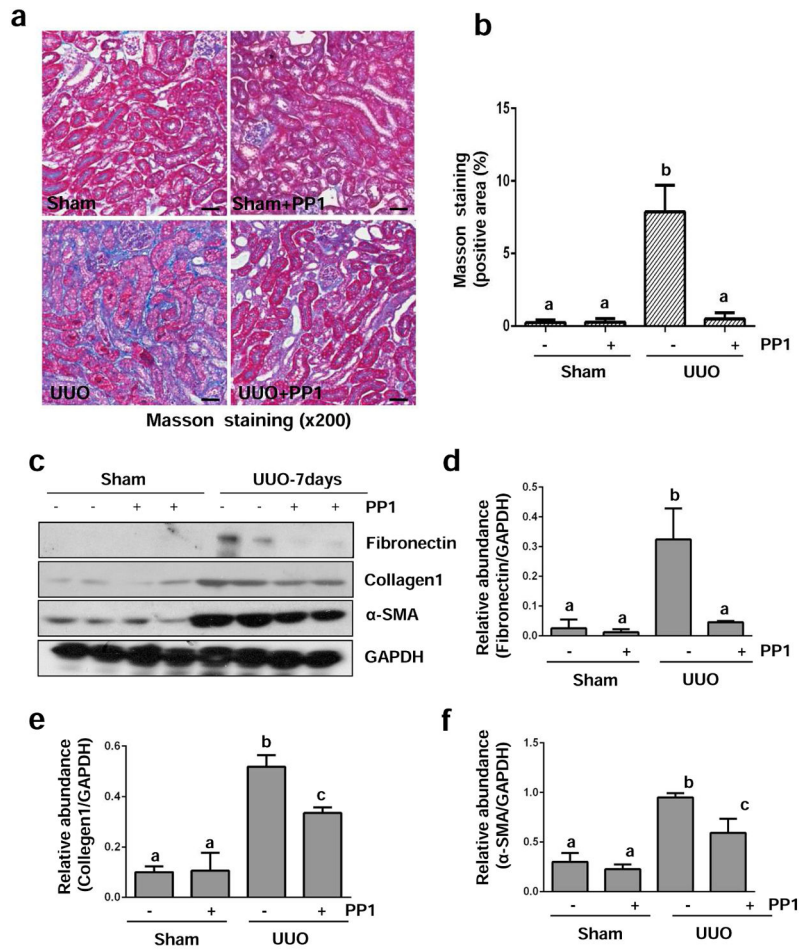 a
Sham
Sham+PP1
UUO
UUO+PP1
Masson staining (x200)
b
Masson staining
(positive area (%)
15
10
5
0
a a b a
- + - + PP1
Sham UUO
c
Sham UUO-7days
- - + + - - + + PP1
Fibronectin
Collagen1
α-SMA
GAPDH
d
Relative abundance
(Fibronectin/GAPDH)
0.5
0.4
0.3
0.2
0.1
0.0
a a b a
- + - + PP1
Sham UUO
e
Relative abundance
(Collegen1/GAPDH)
0.6
0.4
0.2
0.0
a a b c
- + - + PP1
Sham UUO
f
Relative abundance
(α-SMA/GAPDH)
1.5
1.0
0.5
0.0
a a b c
- + - + PP1
Sham UUO